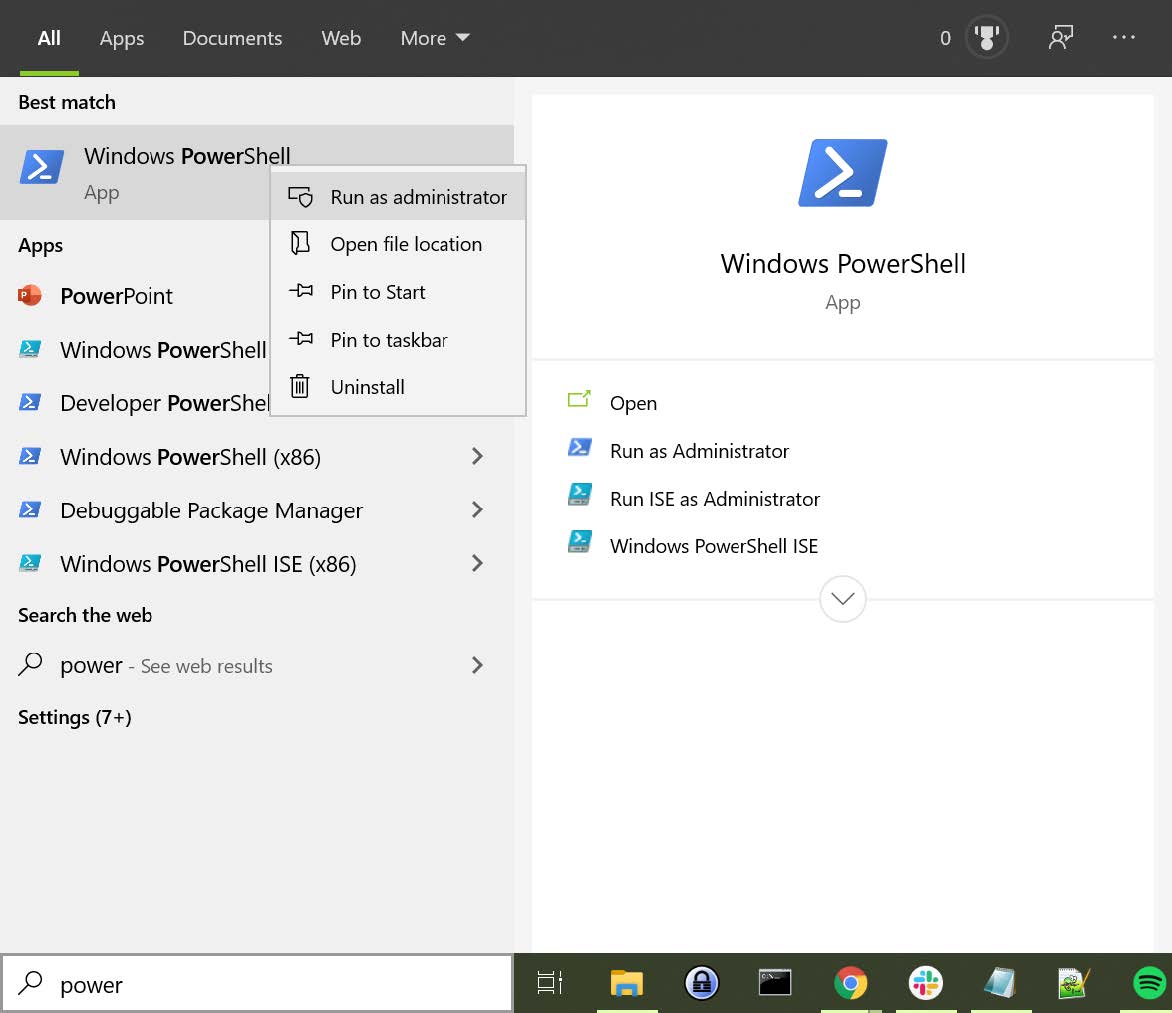 All Apps Documents Web More 0 ...
Best match
Windows PowerShell
App
Run as administrator
Open file location
Pin to Start
Pin to taskbar
Uninstall
Apps
PowerPoint
Windows PowerShell
Developer PowerShel
Windows PowerShell (x86)
Debuggable Package Manager
Windows PowerShell ISE (x86)
Search the web
power - See web results
Settings (7+)
Windows PowerShell
App
Open
Run as Administrator
Run ISE as Administrator
Windows PowerShell ISE
power